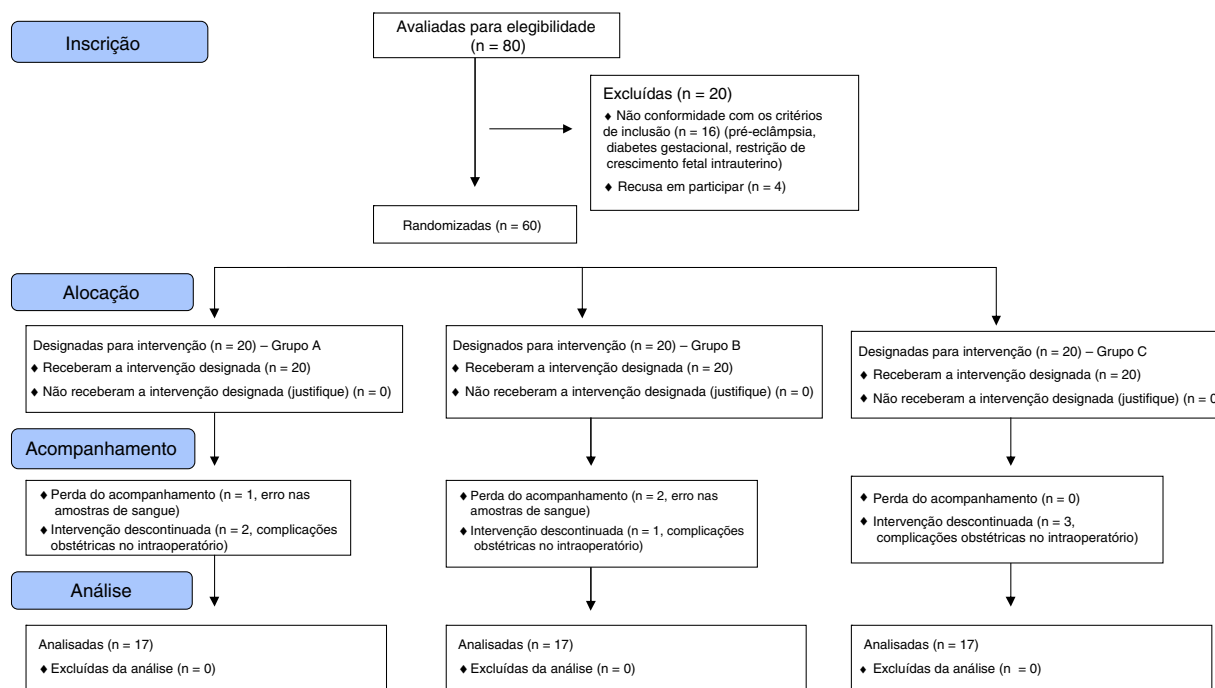 Inscrição
Avaliadas para elegibilidade
(n = 80)
Excluídas (n = 20)
♦ Não conformidade com os critérios
de inclusão (n = 16) (pré-eclâmpsia,
diabetes gestacional, restrição de
crescimento fetal intrauterino)
♦ Recusa em participar (n = 4)
Randomizadas (n = 60)
Alocação
Designadas para intervenção (n = 20) – Grupo A
♦ Receberam a intervenção designada (n = 20)
♦ Não receberam a intervenção designada (justifique) (n = 0)
Designados para intervenção (n = 20) – Grupo B
♦ Receberam a intervenção designada (n = 20)
♦ Não receberam a intervenção designada (justifique) (n = 0)
Designadas para intervenção (n = 20) – Grupo C
♦ Receberam a intervenção designada (n = 20)
♦ Não receberam a intervenção designada (justifique) (n = 0
Acompanhamento
♦ Perda do acompanhamento (n = 1, erro nas
amostras de sangue)
♦ Intervenção descontinuada (n = 2, complicações
obstétricas no intraoperatório)
♦ Perda do acompanhamento (n = 2, erro nas
amostras de sangue)
♦ Intervenção descontinuada (n = 1, complicações
obstétricas no intraoperatório)
♦ Perda do acompanhamento (n = 0)
♦ Intervenção descontinuada (n = 3,
complicações obstétricas no intraoperatório)
Análise
Analisadas (n = 17)
♦ Excluídas da análise (n = 0)
Analisadas (n = 17)
♦ Excluídas da análise (n = 0)
Analisadas (n = 17)
♦ Excluídas da análise (n = 0)